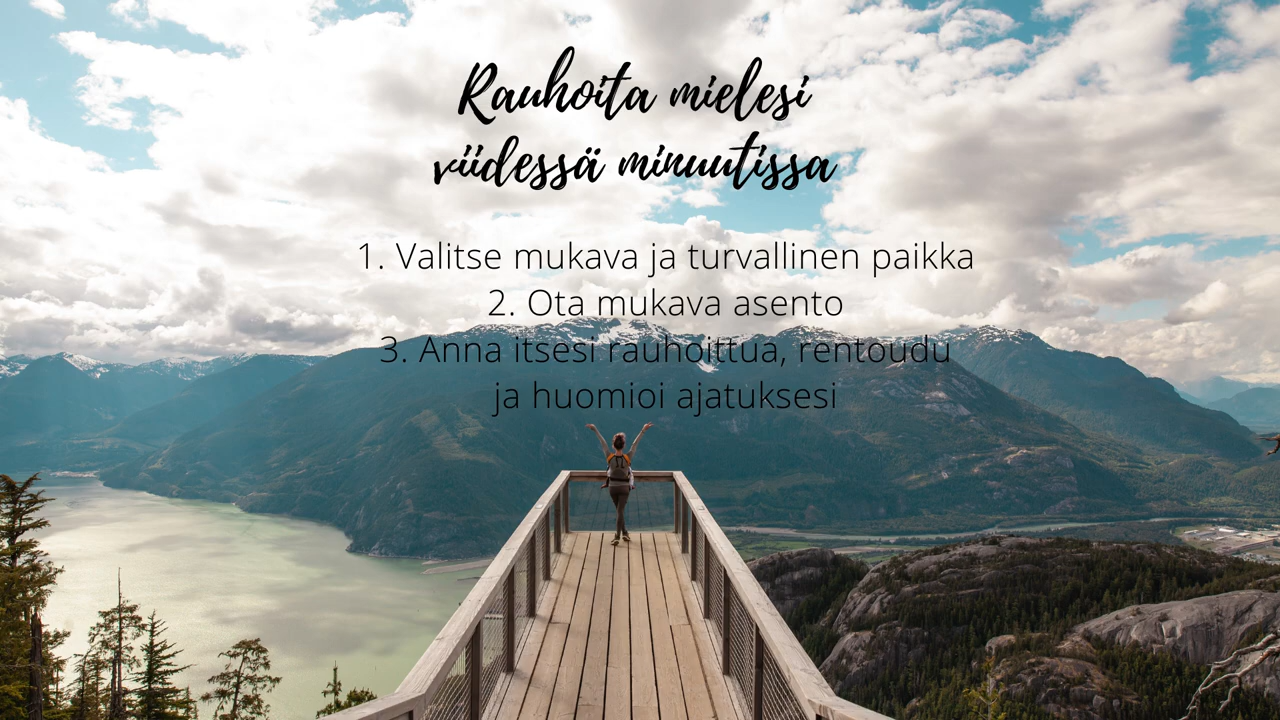 Rauhoita mielesi
viidessä minuutissa
1. Valitse mukava ja turvallinen paikka
2. Ota mukava asento
3. Anna itsesi rauhoittua, rentoudu
ja huomioi ajatuksesi